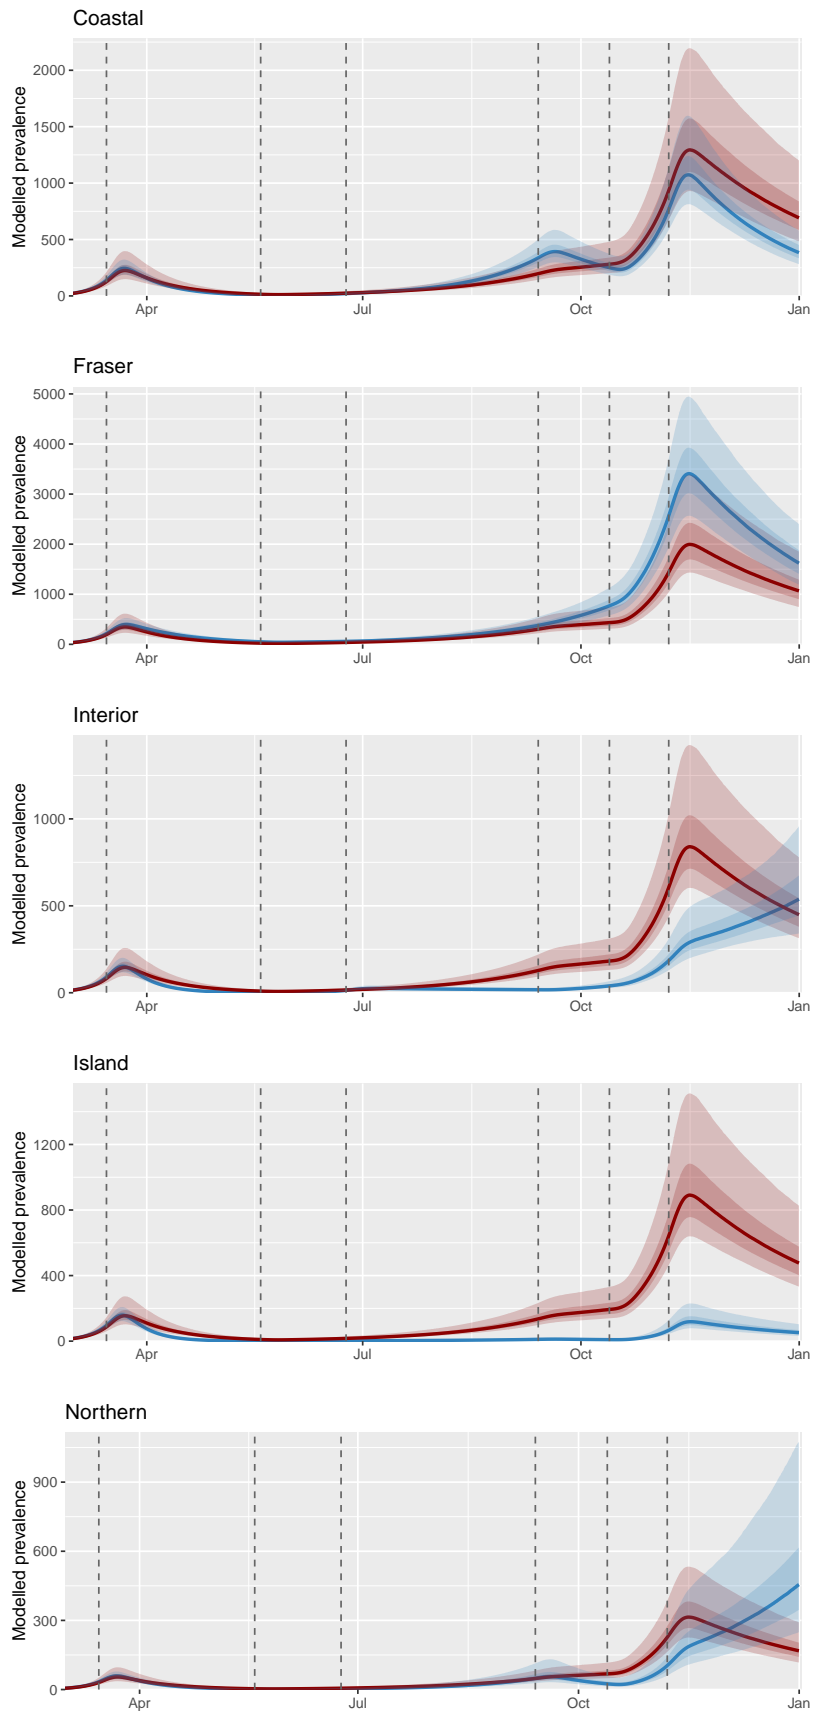 Coastal
Modelled prevalence
2000
1500
1000
500
0
Apr Jul Oct Jan
Fraser
Modelled prevalence
5000
4000
3000
2000
1000
0
Apr Jul Oct Jan
Interior
Modelled prevalence
1000
500
0
Apr Jul Oct Jan
Island
Modelled prevalence
1200
800
400
0
Apr Jul Oct Jan
Northern
Modelled prevalence
900
600
300
0
Apr Jul Oct Jan